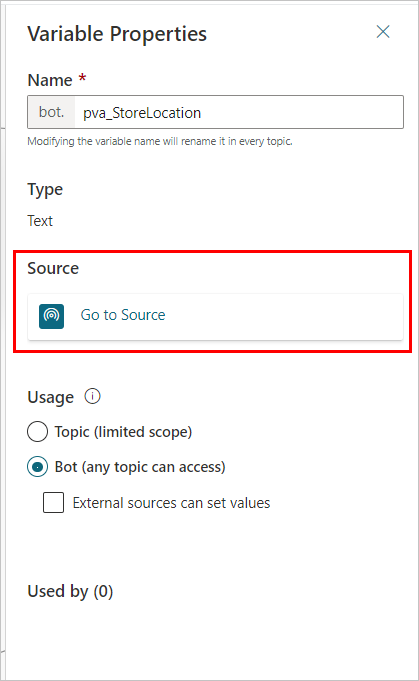 Variable Properties
Name *
bot. pva_StoreLocation
Modifying the variable name will rename it in every topic.
Type
Text
Source
Go to Source
Usage
Topic (limited scope)
Bot (any topic can access)
External sources can set values
Used by (0)